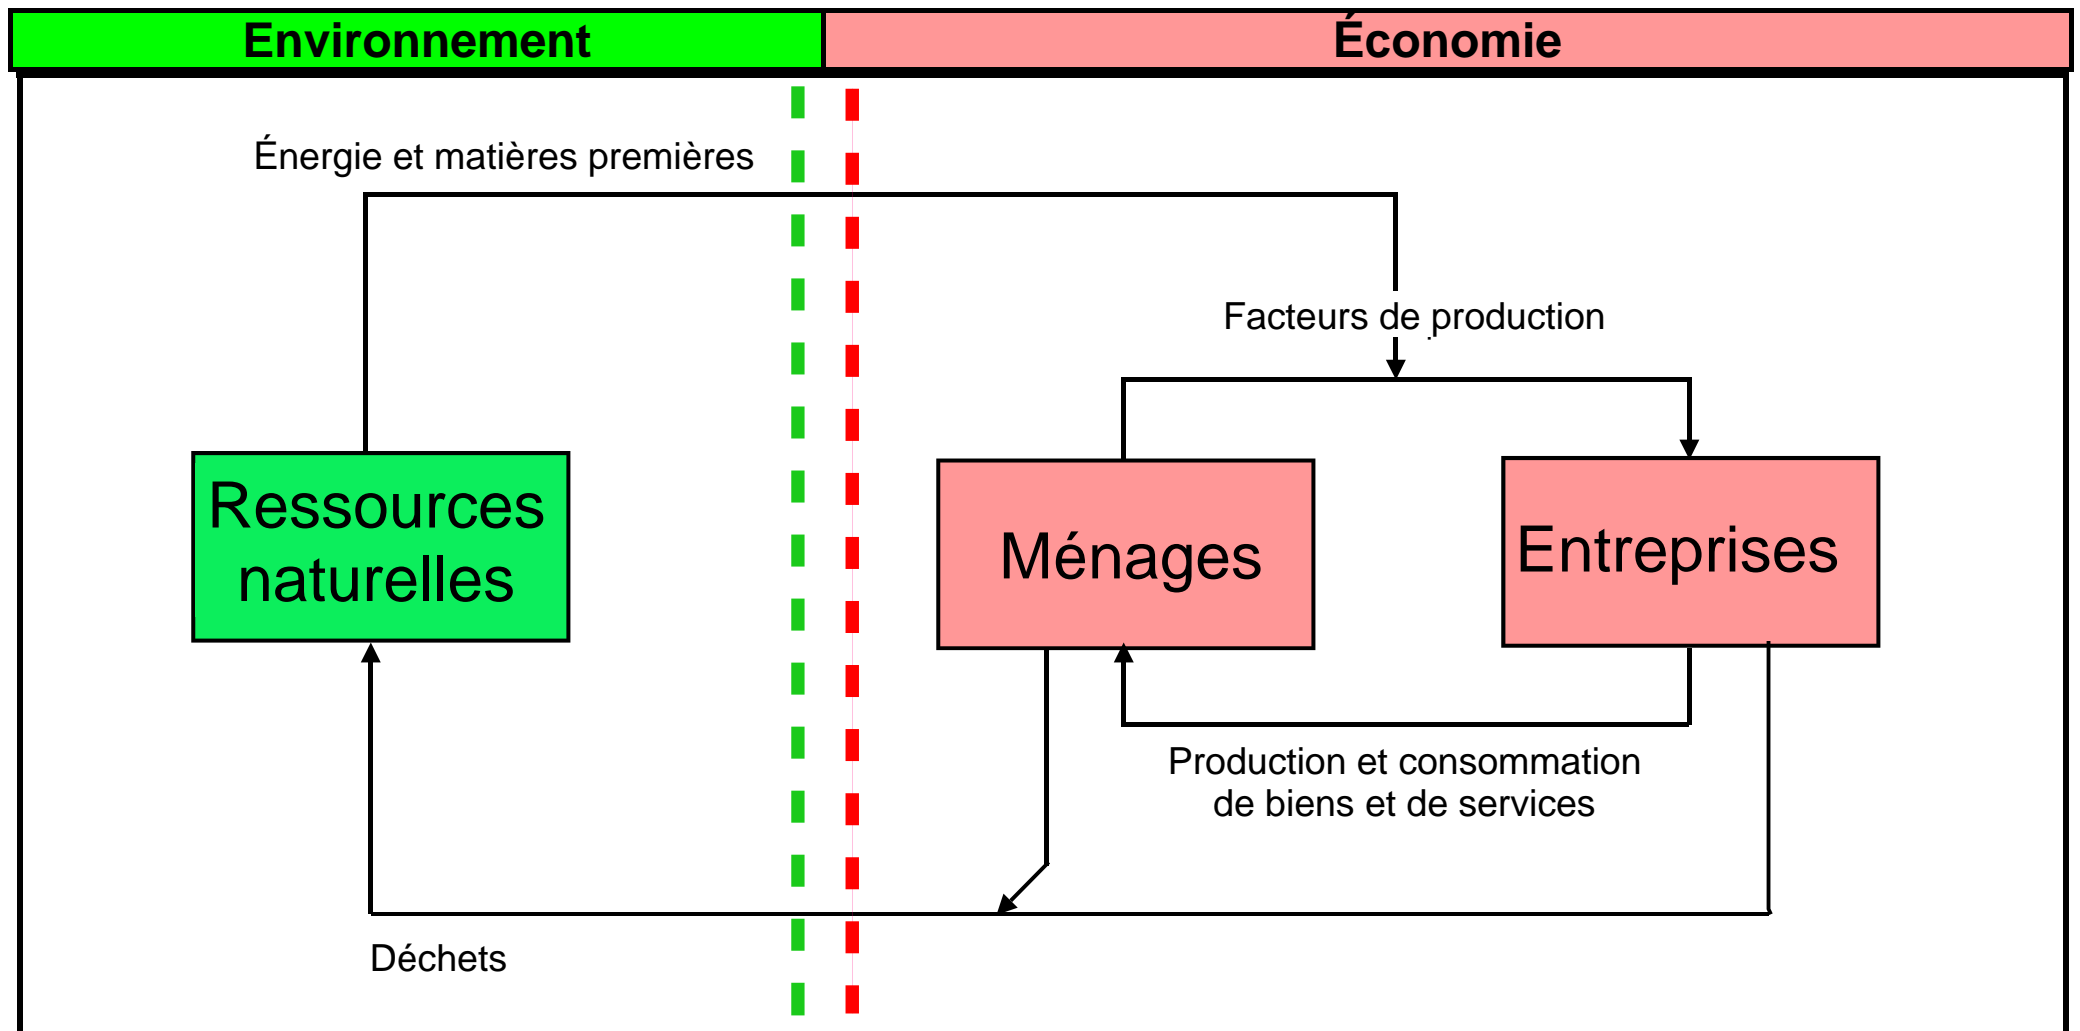 Environnement
Économie
Énergie et matières premières
Facteurs de production
Ressources
naturelles
Ménages
Entreprises
Production et consommation
de biens et de services
Déchets